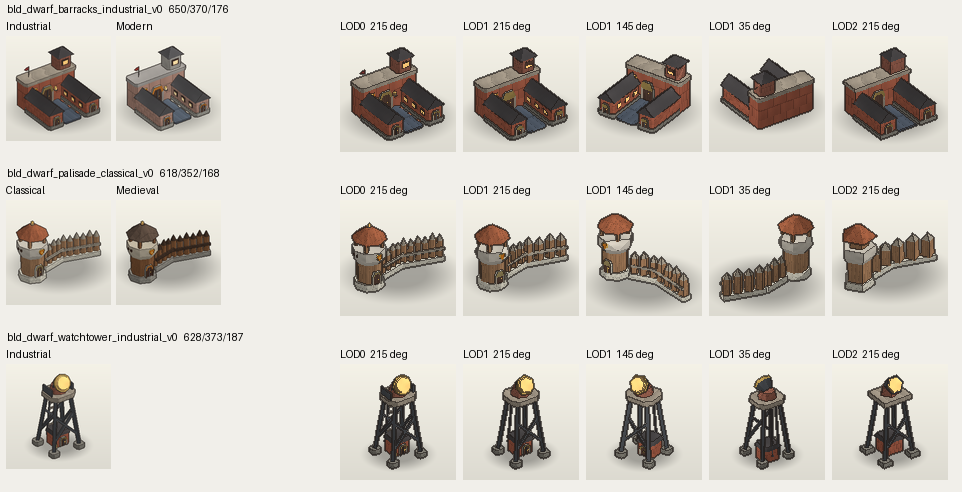 bld_dwarf_barracks_industrial_v0 650/370/176
Industrial Modern LOD0 215 deg LOD1 215 deg LOD1 145 deg LOD1 35 deg LOD2 215 deg
bld_dwarf_palisade_classical_v0 618/352/168
Classical Medieval LOD0 215 deg LOD1 215 deg LOD1 145 deg LOD1 35 deg LOD2 215 deg
bld_dwarf_watchtower_industrial_v0 628/373/187
Industrial LOD0 215 deg LOD1 215 deg LOD1 145 deg LOD1 35 deg LOD2 215 deg